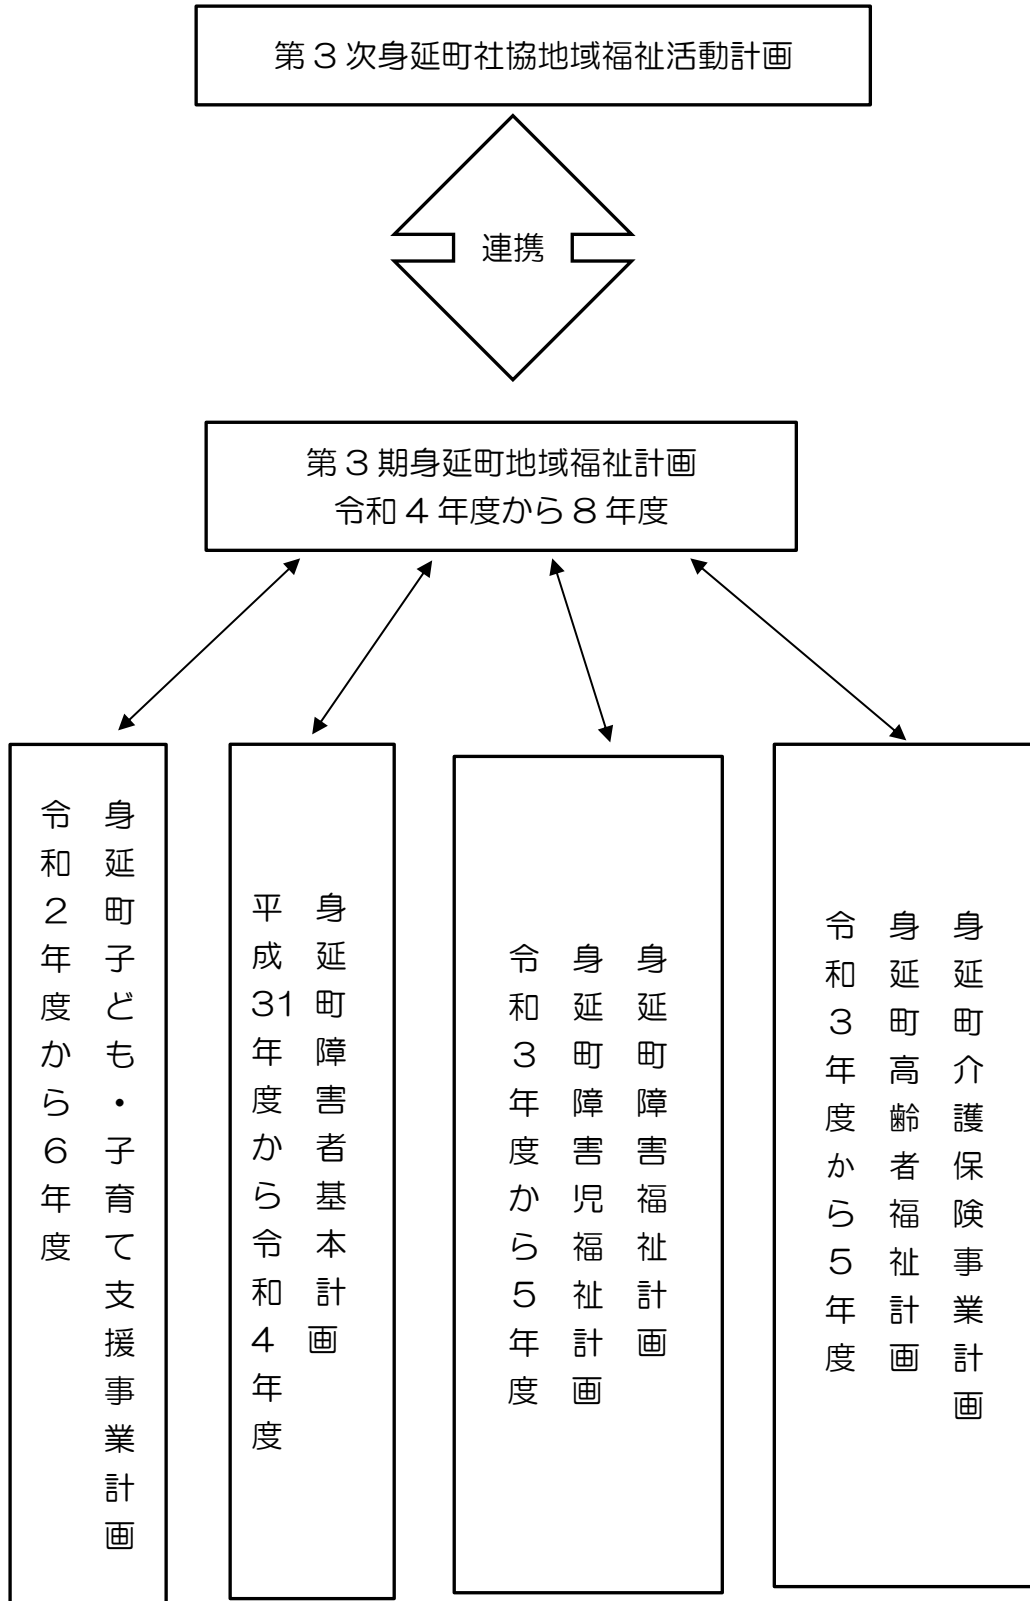 第3次身延町社協地域福祉活動計画
連携
第3期身延町地域福祉計画
令和4年度から8年度
身延町子ども・子育て支援事業計画
令和2年度から6年度
身延町障害者基本計画
平成31年度から令和4年度
身延町障害福祉計画
身延町障害児福祉計画
令和3年度から5年度
身延町介護保険事業計画
身延町高齢者福祉計画
令和3年度から5年度